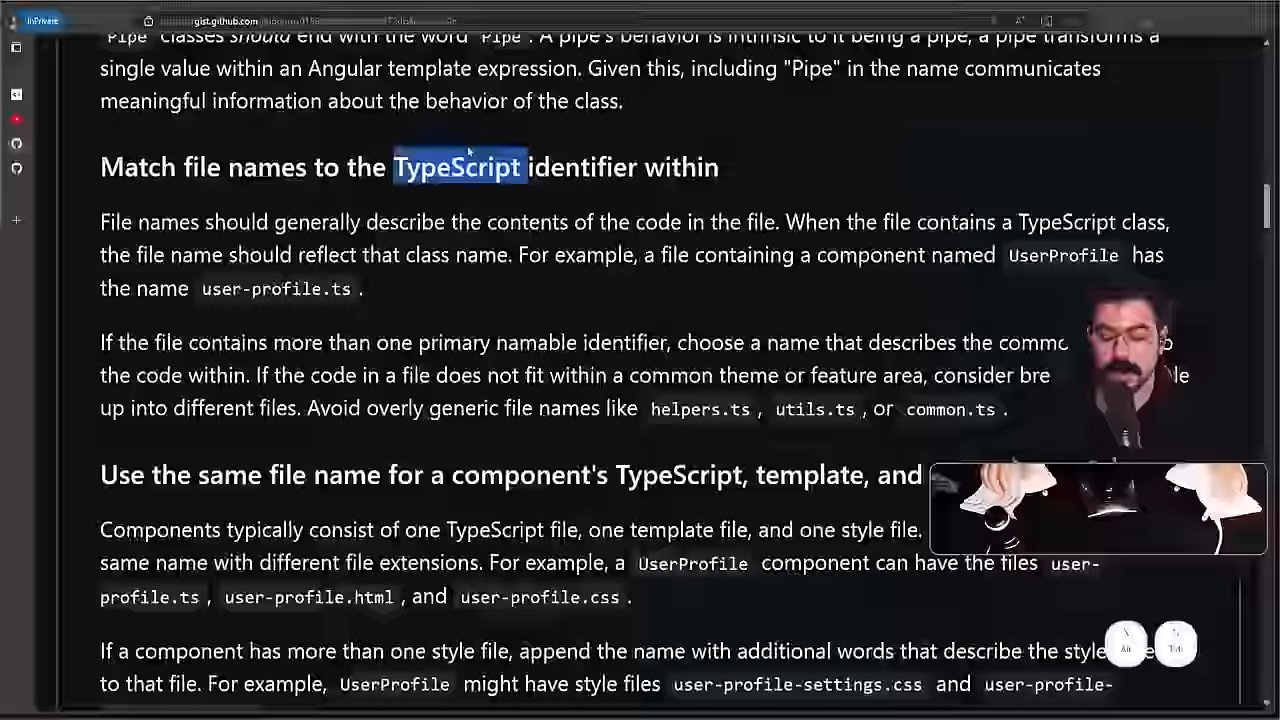 InPrivate
gist.github.com
Pipe classes should end with the word Pipe . A pipe's behavior is intrinsic to it being a pipe, a pipe transforms a
single value within an Angular template expression. Given this, including "Pipe" in the name communicates
meaningful information about the behavior of the class.
Match file names to the TypeScript identifier within
File names should generally describe the contents of the code in the file. When the file contains a TypeScript class,
the file name should reflect that class name. For example, a file containing a component named UserProfile has
the name user-profile.ts .
If the file contains more than one primary namable identifier, choose a name that describes the commo
the code within. If the code in a file does not fit within a common theme or feature area, consider bre le
up into different files. Avoid overly generic file names like helpers.ts , utils.ts , or common.ts .
Use the same file name for a component's TypeScript, template, and
Components typically consist of one TypeScript file, one template file, and one style file.
same name with different file extensions. For example, a UserProfile component can have the files user-
profile.ts , user-profile.html , and user-profile.css .
If a component has more than one style file, append the name with additional words that describe the style
to that file. For example, UserProfile might have style files user-profile-settings.css and user-profile-
Alt
Tab